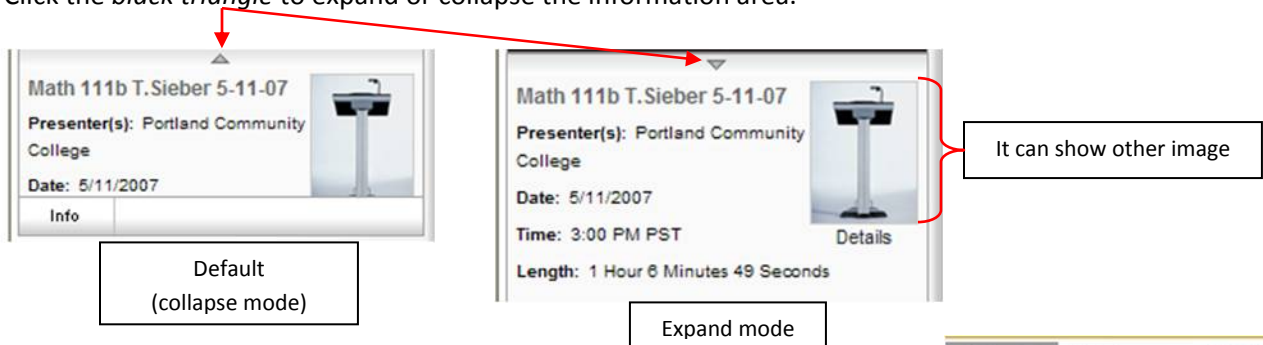 Click the black triangle to expand or collapse the information area.
Math 111b T.Sieber 5-11-07
Presenter(s): Portland Community
College
Date: 5/11/2007
Info
Default
(collapse mode)
Math 111b T.Sieber 5-11-07
Presenter(s): Portland Community
College
Date: 5/11/2007
Time: 3:00 PM PST
Details
Length: 1 Hour 6 Minutes 49 Seconds
Expand mode
It can show other image